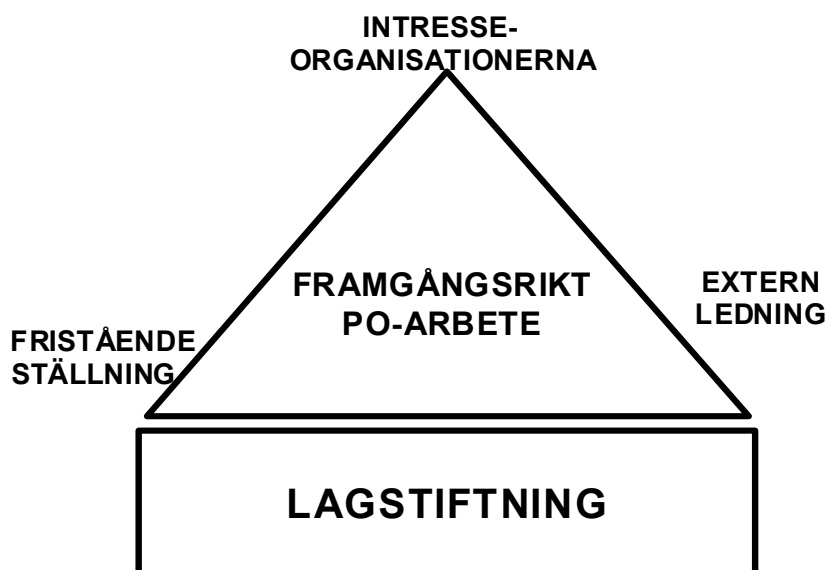 INTRESSE-
ORGANISATIONERNA
FRAMGÅNGSRIKT
PO-ARBETE
EXTERN
LEDNING
FRISTÅENDE
STÄLLNING
LAGSTIFTNING